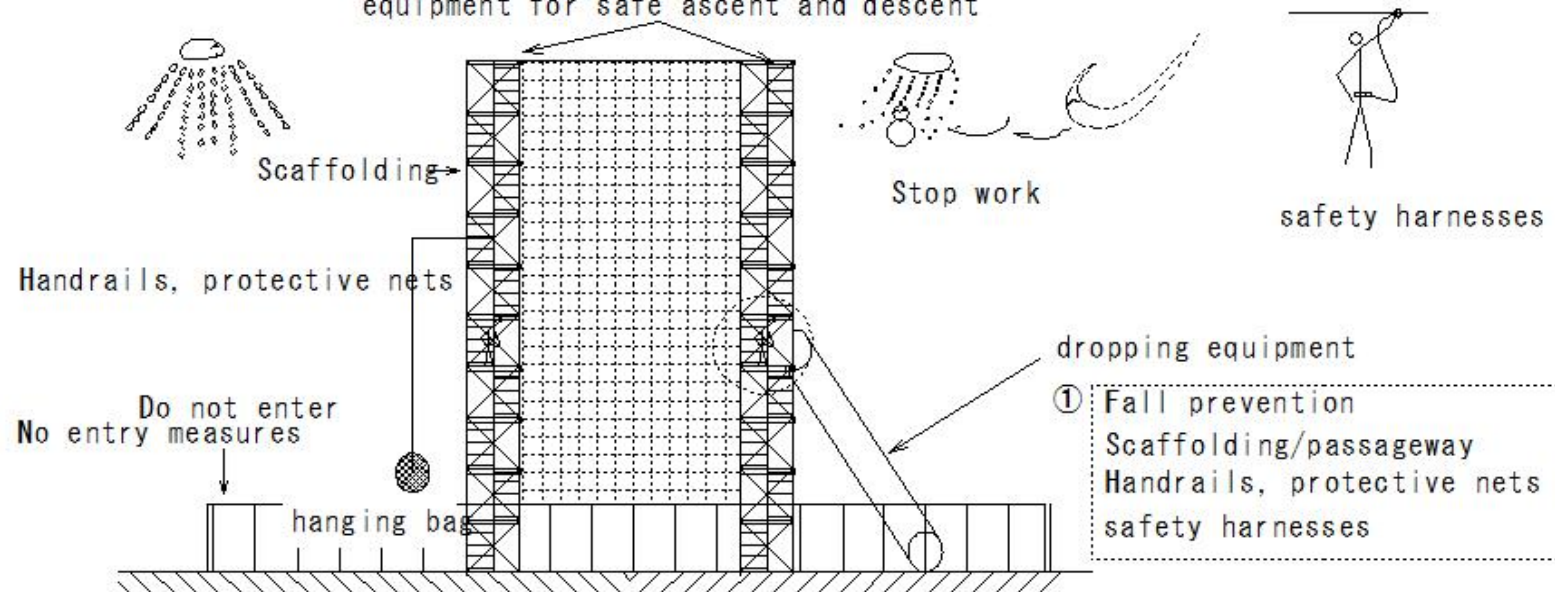 equipment for safe ascent and descent
Scaffolding
Stop work
safety harnesses
Handrails, protective nets
dropping equipment
Do not enter
No entry measures
① Fall prevention
Scaffolding/passageway
Handrails, protective nets
safety harnesses
hanging bag